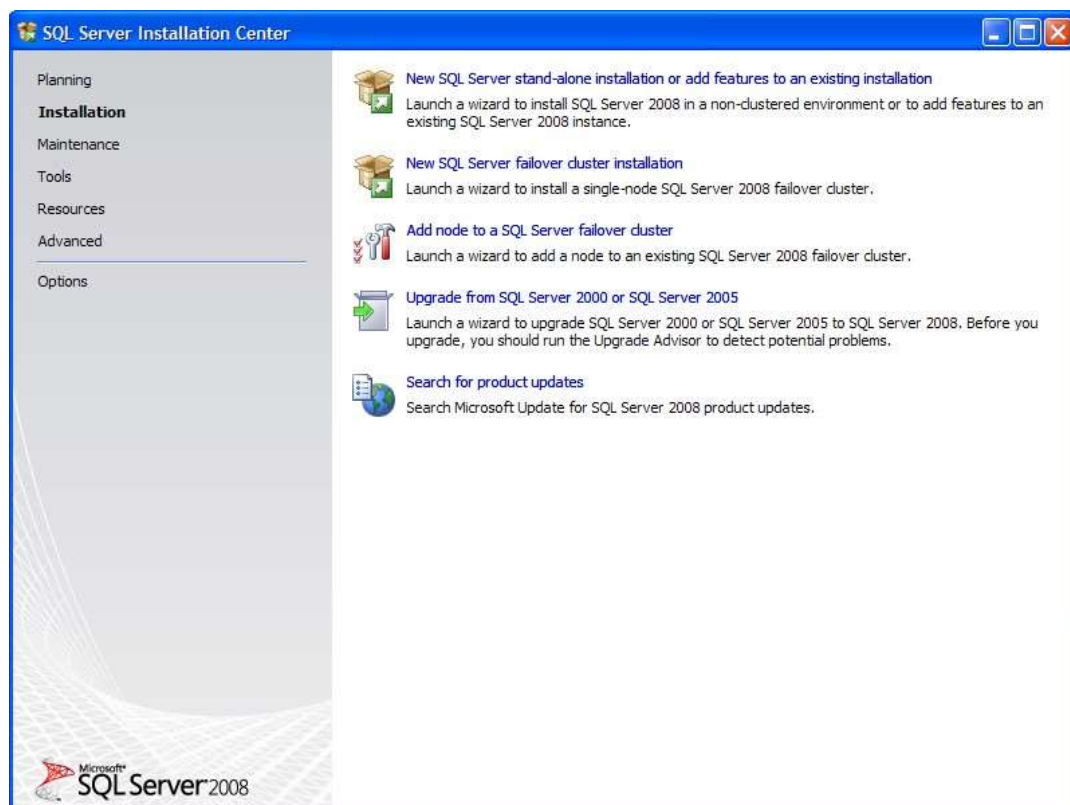 SQL Server Installation Center
Planning
Installation
Maintenance
Tools
Resources
Advanced
Options
New SQL Server stand-alone installation or add features to an existing installation
Launch a wizard to install SQL Server 2008 in a non-clustered environment or to add features to an
existing SQL Server 2008 instance.
New SQL Server failover cluster installation
Launch a wizard to install a single-node SQL Server 2008 failover cluster.
Add node to a SQL Server failover cluster
Launch a wizard to add a node to an existing SQL Server 2008 failover cluster.
Upgrade from SQL Server 2000 or SQL Server 2005
Launch a wizard to upgrade SQL Server 2000 or SQL Server 2005 to SQL Server 2008. Before you
upgrade, you should run the Upgrade Advisor to detect potential problems.
Search for product updates
Search Microsoft Update for SQL Server 2008 product updates.
Microsoft®
SQL Server 2008